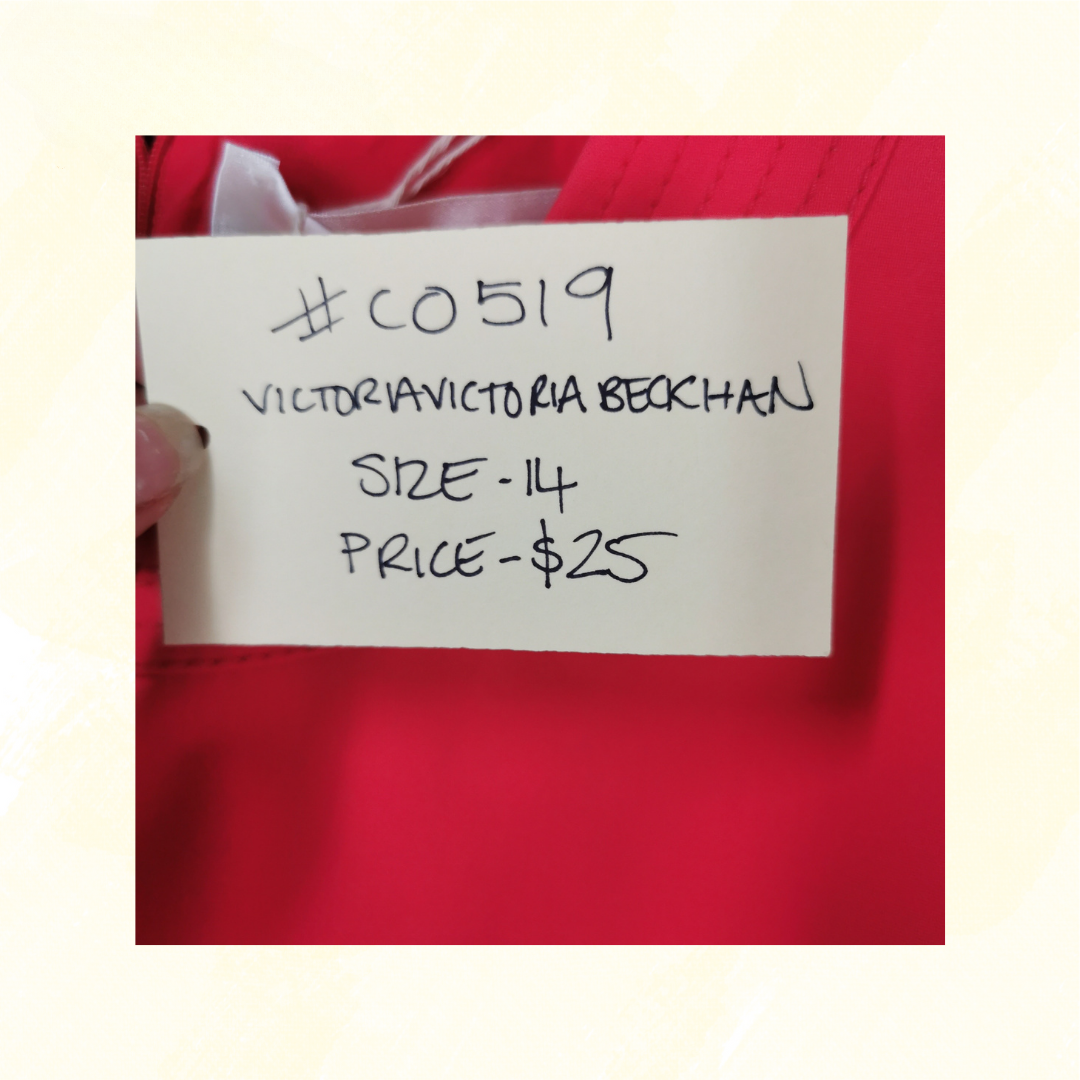 #C0519
VICTORIAVICTORIA BECKHAN
SIZE-14
PRICE-$25